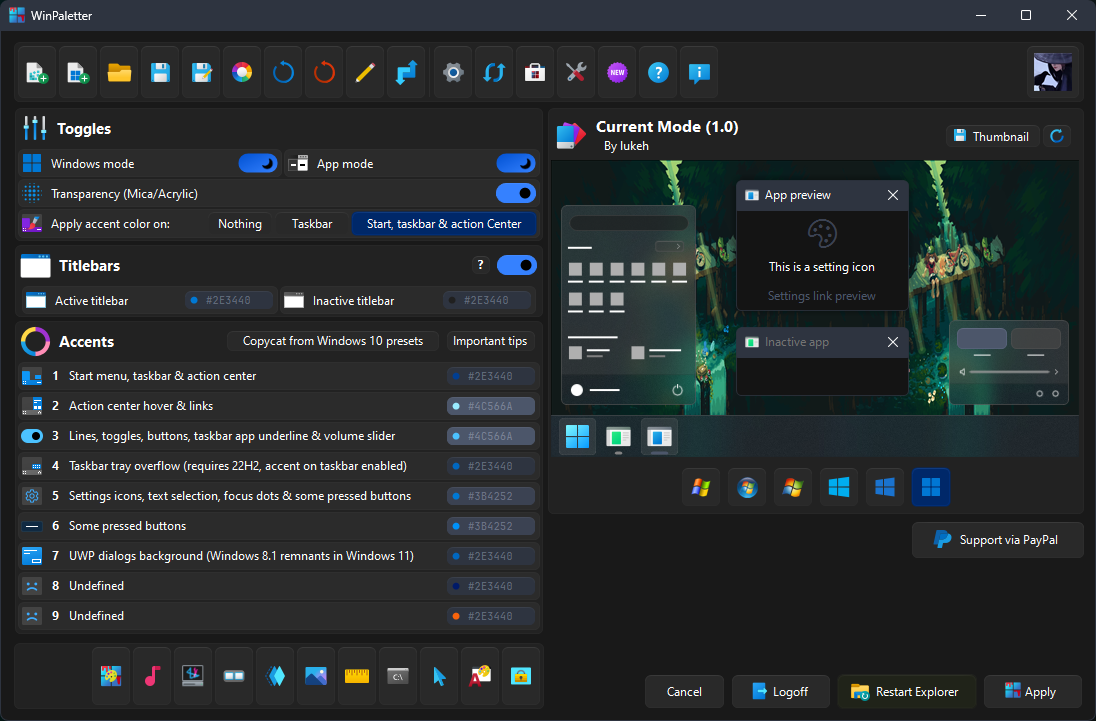 WinPaletter
NEW
Toggles
Windows mode
App mode
Transparency (Mica/Acrylic)
Apply accent color on:
Nothing
Taskbar
Start, taskbar & action Center
Titlebars
?
Active titlebar
#2E3440
Inactive titlebar
#2E3440
Accents
Copycat from Windows 10 presets
Important tips
1 Start menu, taskbar & action center #2E3440
2 Action center hover & links #4C566A
3 Lines, toggles, buttons, taskbar app underline & volume slider #4C566A
4 Taskbar tray overflow (requires 22H2, accent on taskbar enabled) #2E3440
5 Settings icons, text selection, focus dots & some pressed buttons #3B4252
6 Some pressed buttons #3B4252
7 UWP dialogs background (Windows 8.1 remnants in Windows 11) #2E3440
8 Undefined #2E3440
9 Undefined #2E3440
C:\
Current Mode (1.0)
By lukeh
Thumbnail
App preview
This is a setting icon
Settings link preview
Inactive app
Support via PayPal
Cancel
Logoff
Restart Explorer
Apply